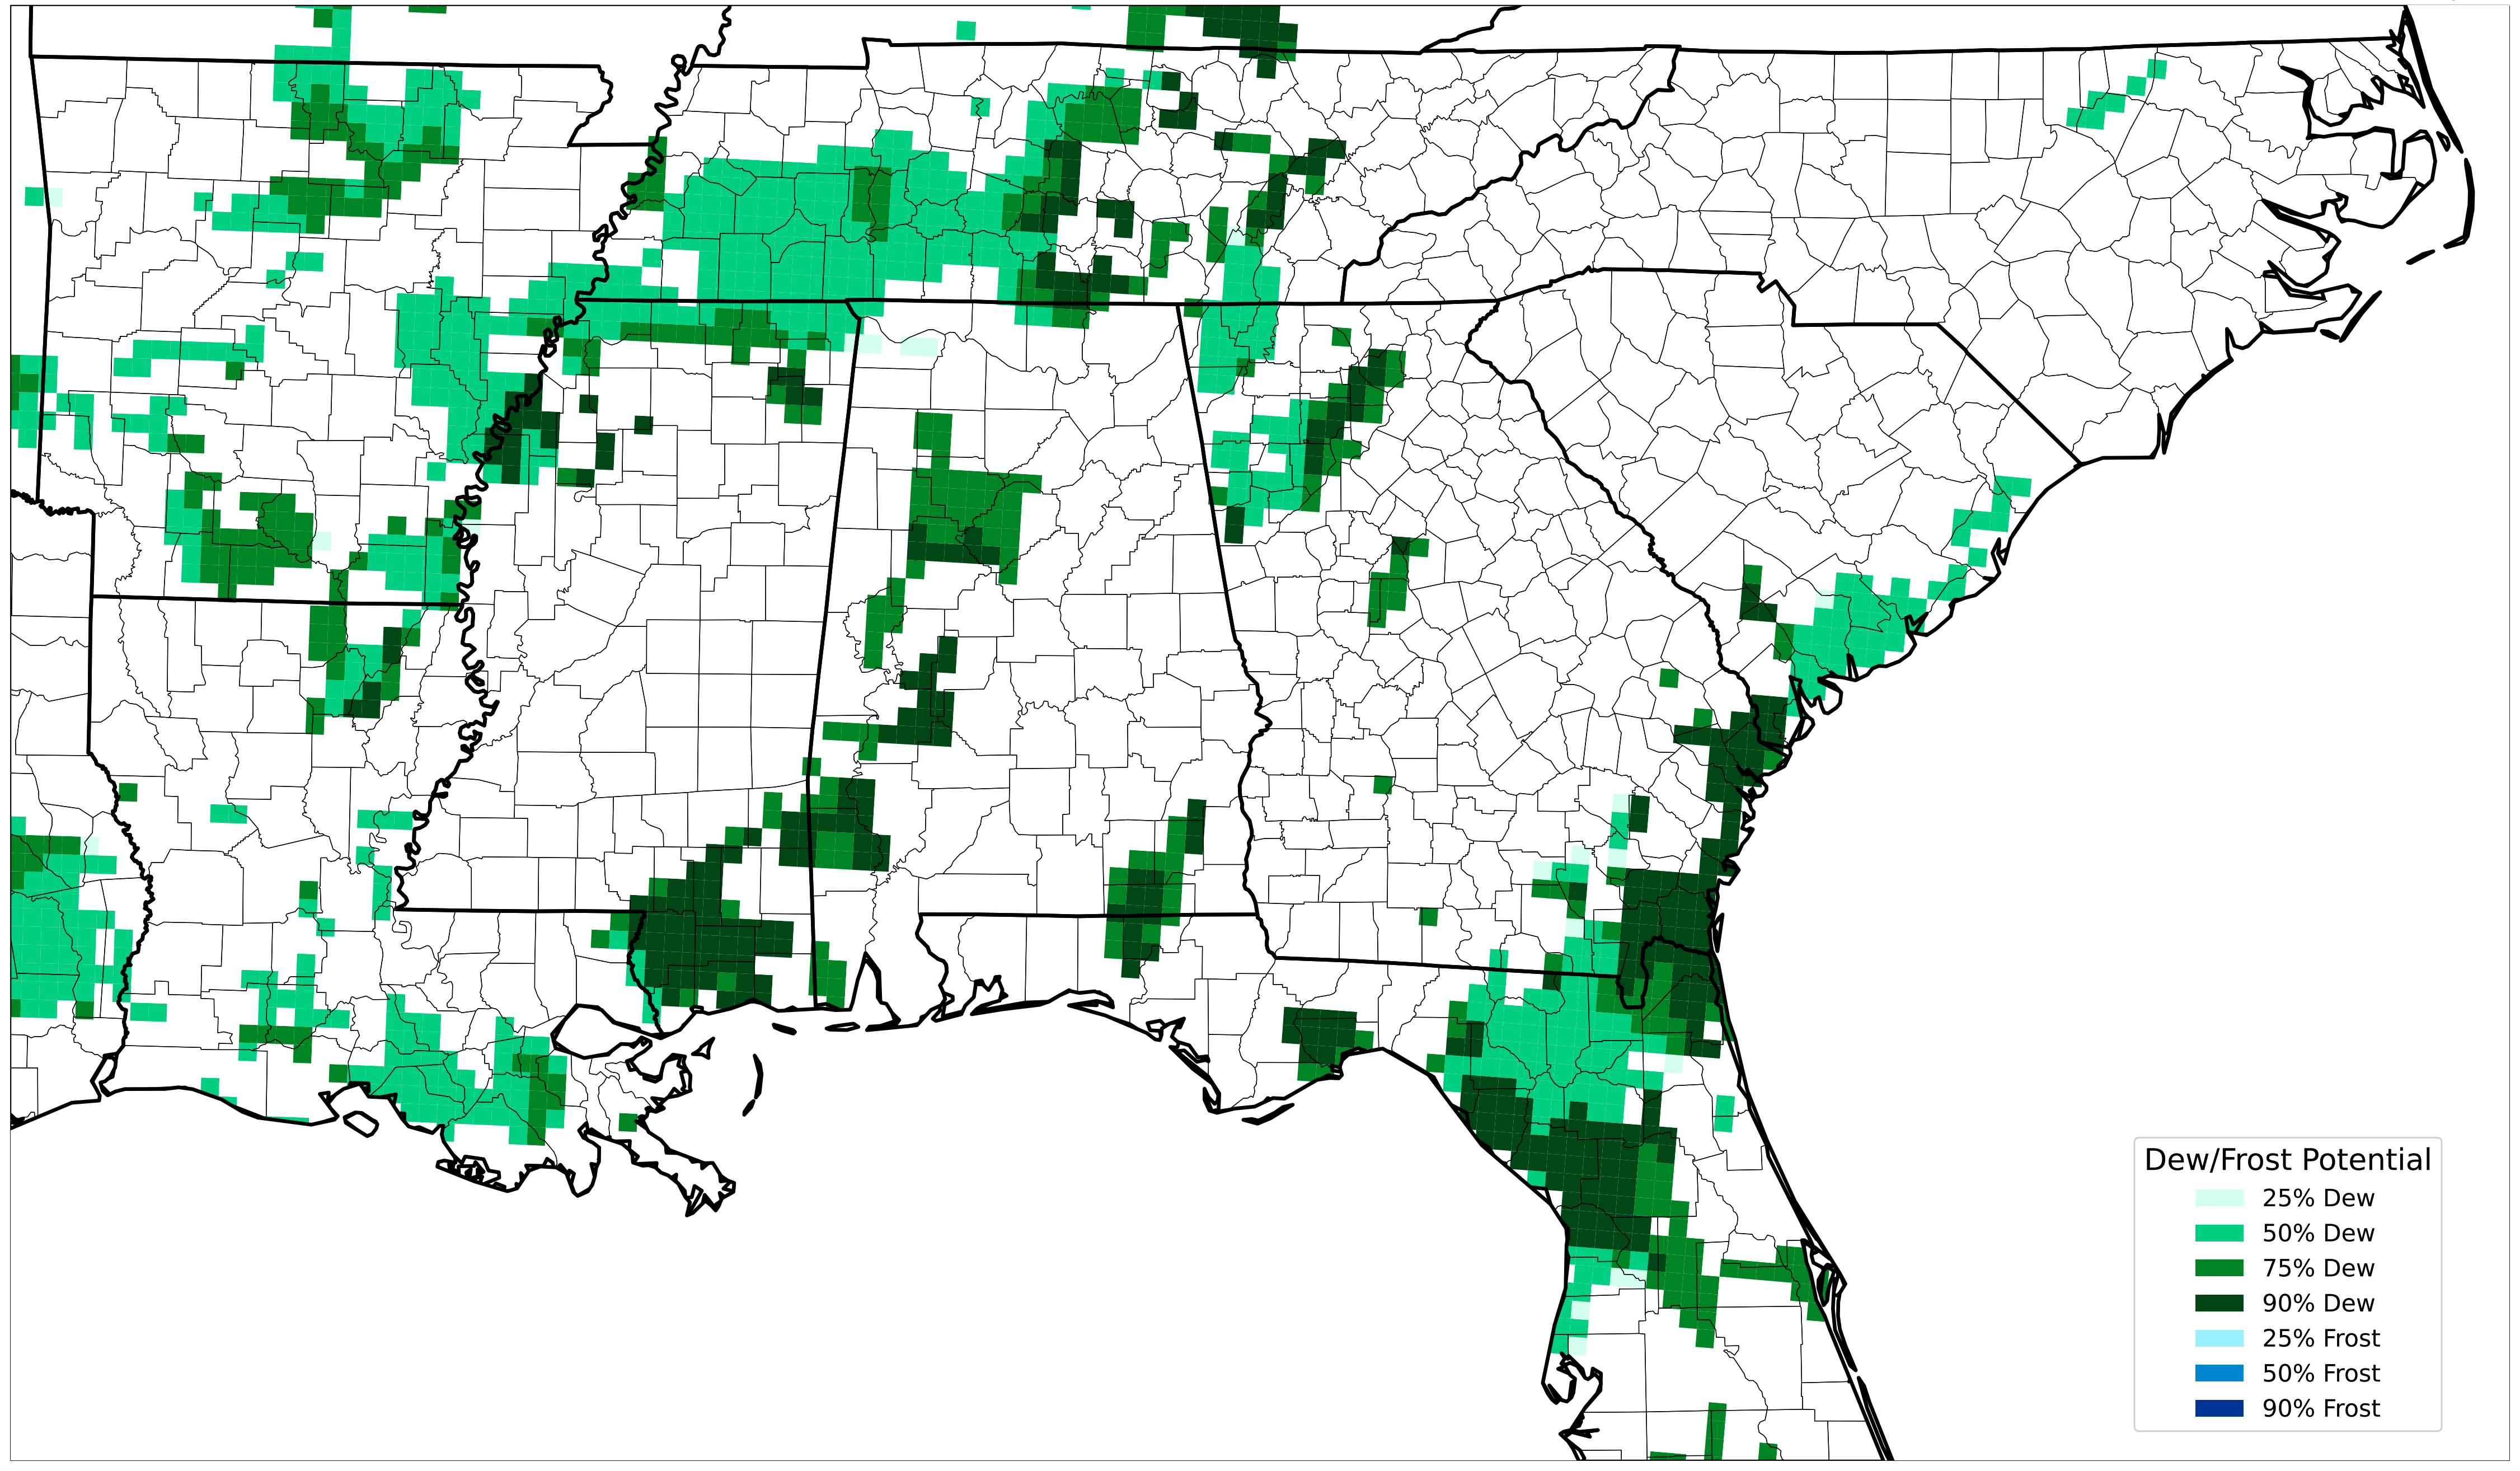 Dew/Frost Potential
25% Dew
50% Dew
75% Dew
90% Dew
25% Frost
50% Frost
90% Frost